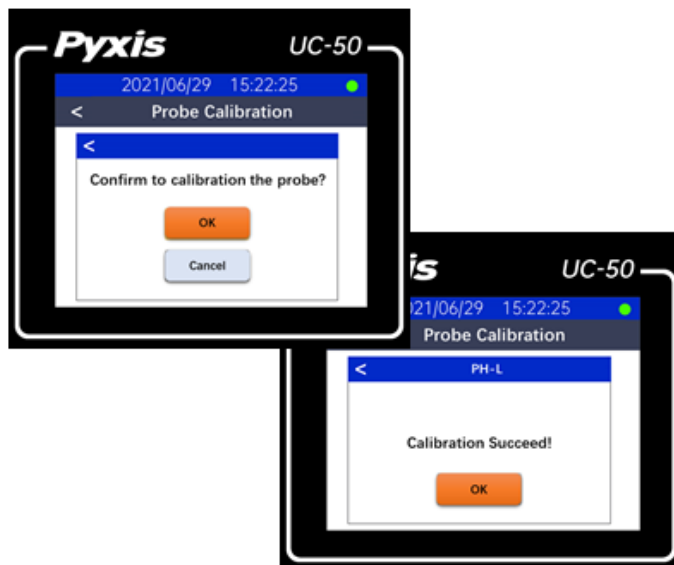 Pyxis UC-50
2021/06/29 15:22:25
< Probe Calibration
<
Confirm to calibration the probe?
OK
Cancel
is UC-50
021/06/29 15:22:25
Probe Calibration
< PH-L
Calibration Succeed!
OK